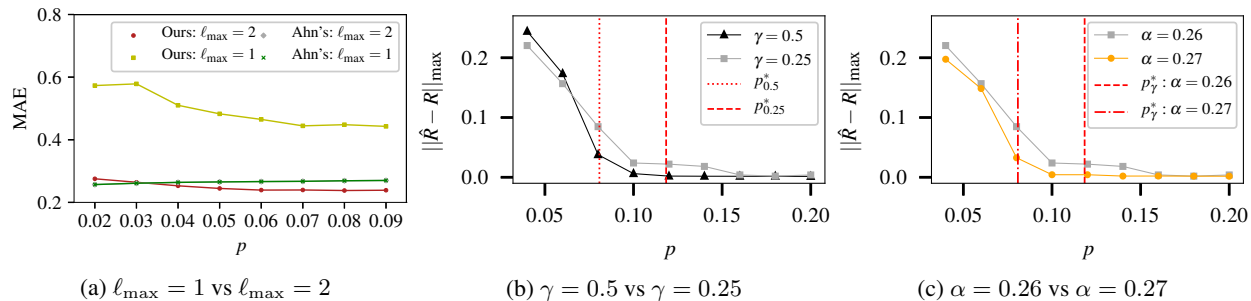 0.8
0.6
0.4
0.2
MAE
Ours: ℓmax = 2
Ours: ℓmax = 1
Ahn's: ℓmax = 2
Ahn's: ℓmax = 1
0.02 0.03 0.04 0.05 0.06 0.07 0.08 0.09
p
(a) ℓmax = 1 vs ℓmax = 2
0.2
0.1
0.0
||R̂ − R||max
γ = 0.5
γ = 0.25
p*0.5
p*0.25
0.05 0.10 0.15 0.20
p
(b) γ = 0.5 vs γ = 0.25
0.2
0.1
0.0
||R̂ − R||max
α = 0.26
α = 0.27
p*γ : α = 0.26
p*γ : α = 0.27
0.05 0.10 0.15 0.20
p
(c) α = 0.26 vs α = 0.27